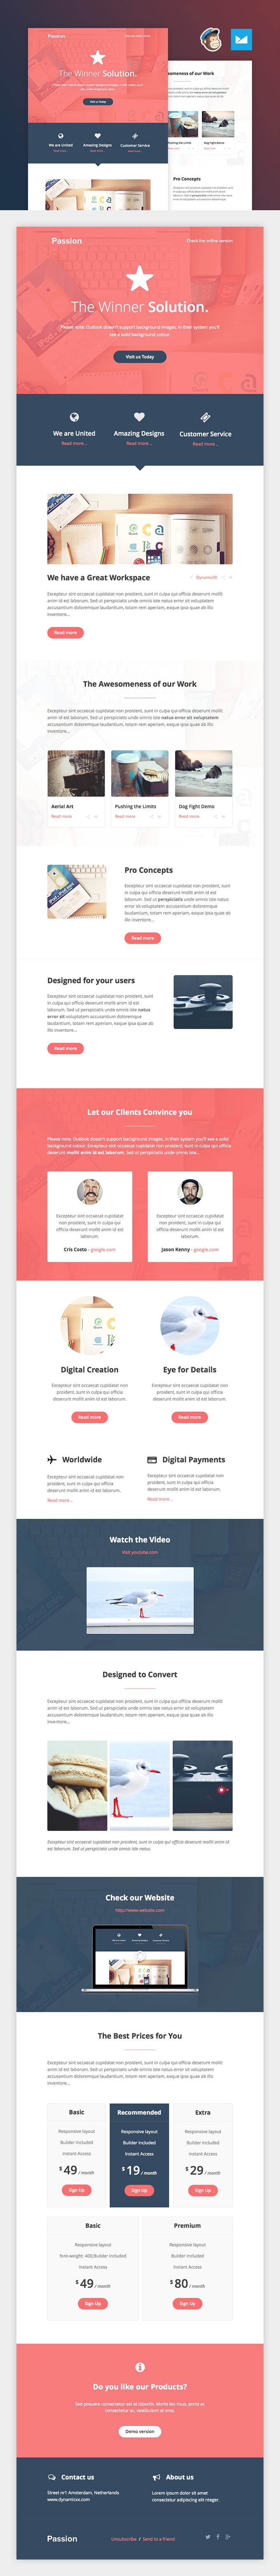 Passion
The Winner Solution.
Visit us Today
We are United
Amazing Designs
Customer Service
Read more ..
Read more ..
Read more ..
Awesomeness of our Work
Pushing the Limits
Dog Fight Demo
Pro Concepts
Passion
Check the online version
The Winner Solution.
Please note: Outlook doesn't support background images, in their system you'll
see a solid background colour.
Visit us Today
We are United
Amazing Designs
Customer Service
Read more ..
Read more ..
Read more ..
We have a Great Workspace
DynamicXX
Excepteur sint occaecat cupidatat non proident, sunt in culpa qui officia deserunt mollit
anim id est laborum. Sed ut perspiciatis unde omnis iste natus error sit voluptatem
accusantium doloremque laudantium, totam rem aperiam, eaque ipsa quae ab illo
inventore...
Read more
The Awesomeness of our Work
Excepteur sint occaecat cupidatat non proident, sunt in culpa qui officia deserunt mollit
anim id est laborum. Sed ut perspiciatis unde omnis iste natus error sit voluptatem
accusantium doloremque laudantium, totam rem aperiam, eaque ipsa quae ab illo
inventore...
Aerial Art
Pushing the Limits
Dog Fight Demo
Read more
Read more
Read more
Pro Concepts
Excepteur sint occaecat cupidatat non proident, sunt
in culpa qui officia deserunt mollit anim id est laborum.
Sed ut perspiciatis unde omnis iste natus error sit
voluptatem accusantium doloremque laudantium, totam
rem aperiam, eaque ipsa quae ab illo inventore...
Read more
Designed for your users
Excepteur sint occaecat cupidatat non proident, sunt
in culpa qui officia deserunt mollit anim id est
laborum. Sed ut perspiciatis unde omnis iste natus
error sit voluptatem accusantium doloremque
laudantium, totam rem aperiam, eaque ipsa quae ab
illo inventore...
Read more
Let our Clients Convince you
Please note: Outlook doesn't support background images, in their system you'll see a solid
background colour. Excepteur sint occaecat cupidatat non proident, sunt in culpa qui officia
deserunt mollit anim id est laborum. Sed ut perspiciatis unde omnis iste...
Excepteur sint occaecat cupidatat
non proident, sunt in culpa qui
officia deserunt mollit anim id est
laborum.
Cris Costo - google.com
Excepteur sint occaecat cupidatat
non proident, sunt in culpa qui
officia deserunt mollit anim id est
laborum.
Jason Kenny - google.com
Digital Creation
Excepteur sint occaecat cupidatat non
proident, sunt in culpa qui officia
deserunt mollit anim id est laborum.
Read more
Eye for Details
Excepteur sint occaecat cupidatat non
proident, sunt in culpa qui officia
deserunt mollit anim id est laborum.
Read more
Worldwide
Excepteur sint occaecat cupidatat non
proident, sunt in culpa qui officia
deserunt mollit anim id est laborum.
Read more ..
Digital Payments
Excepteur sint occaecat cupidatat non
proident, sunt in culpa qui officia
deserunt mollit anim id est laborum.
Read more ..
Watch the Video
Visit youtube.com
Designed to Convert
Excepteur sint occaecat cupidatat non proident, sunt in culpa qui officia deserunt mollit
anim id est laborum. Sed ut perspiciatis unde omnis iste natus error sit voluptatem
accusantium doloremque laudantium, totam rem aperiam, eaque ipsa quae ab illo
inventore...
Excepteur sint occaecat cupidatat non proident, sunt in culpa qui officia deserunt mollit anim id
est laborum. Sed ut perspiciatis unde omnis iste natus.
Check our Website
http://www.website.com
The Best Prices for You
Excepteur sint occaecat cupidatat non proident, sunt in culpa qui officia deserunt mollit
anim id est laborum. Sed ut perspiciatis unde omnis iste natus error sit voluptatem
accusantium doloremque laudantium, totam rem aperiam, eaque ipsa quae ab illo
inventore...
Basic
Responsive layout
Builder included
Instant Access
$ 49 / month
Sign Up
Recommended
Responsive layout
Builder included
Instant Access
$ 19 / month
Sign Up
Extra
Responsive layout
Builder included
Instant Access
$ 29 / month
Sign Up
Basic
Responsive layout
font-weight: 400;Builder included
Instant Access
$ 49 / month
Sign Up
Premium
Responsive layout
Builder included
Instant Access
$ 80 / month
Sign Up
Do you like our Products?
Sed posuere consectetur est at lobortis. Morbi leo risus, porta ac
consectetur ac, vestibulum at eros.
Demo version
Contact us
Street nr1 Amsterdam, Netherlands
www.dynamicxx.com
About us
Lorem ipsum dolor sit amet
consectetur adipiscing elit nteger.
Passion
Unsubscribe / Send to a friend